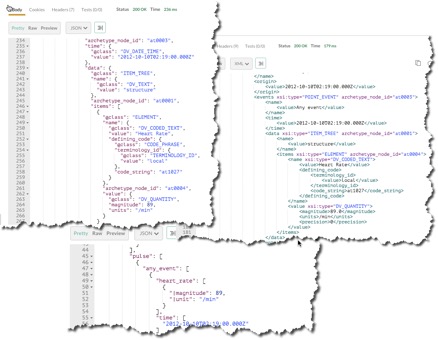 Body Cookies Headers (7) Tests (0/0) Status 200 OK Time 226 ms
Pretty Raw Preview JSON
234 "archetype_node_id": "at0003",
235 "time": {
236 "@class": "DV_DATE_TIME",
237 "value": "2012-10-10T02:19:00.000Z"
238 },
239 "data": {
240 "@class": "ITEM_TREE",
241 "name": {
242 "@class": "DV_TEXT",
243 "value": "structure"
244 },
245 "archetype_node_id": "at0001",
246 "items": [
247 {
248 "@class": "ELEMENT",
249 "name": {
250 "@class": "DV_CODED_TEXT",
251 "value": "Heart Rate",
252 "defining_code": {
253 "@class": "CODE_PHRASE",
254 "terminology_id": {
255 "@class": "TERMINOLOGY_ID",
256 "value": "local"
257 },
258 "code_string": "at1027"
259 }
260 },
261 "archetype_node_id": "at0004",
262 "value": {
263 "@class": "DV_QUANTITY",
264 "magnitude": 89,
265 "units": "/min"
266 }
Headers (9) Tests (0/0) Status 200 OK Time 179 ms
XML
</name>
<origin>
<value>2012-10-10T02:19:00.000Z</value>
</origin>
<events xsi:type="POINT_EVENT" archetype_node_id="at0003">
<name>
<value>Any event</value>
</name>
<time>
<value>2012-10-10T02:19:00.000Z</value>
</time>
<data xsi:type="ITEM_TREE" archetype_node_id="at0001">
<name>
<value>structure</value>
</name>
<items xsi:type="ELEMENT" archetype_node_id="at0004">
<name xsi:type="DV_CODED_TEXT">
<value>Heart Rate</value>
<defining_code>
<terminology_id>
<value>local</value>
</terminology_id>
<code_string>at1027</code_string>
</defining_code>
</name>
<value xsi:type="DV_QUANTITY">
<magnitude>89.0</magnitude>
<units>/min</units>
<precision>0</precision>
</value>
</items>
</data>
Pretty Raw Preview JSON
44 ],
45 "pulse": [
46 {
47 "any_event": [
48 {
49 "heart_rate": [
50 {
51 "|magnitude": 89,
52 "|unit": "/min"
53 }
54 ],
55 "time": [
"2012-10-10T02:19:00.000Z"